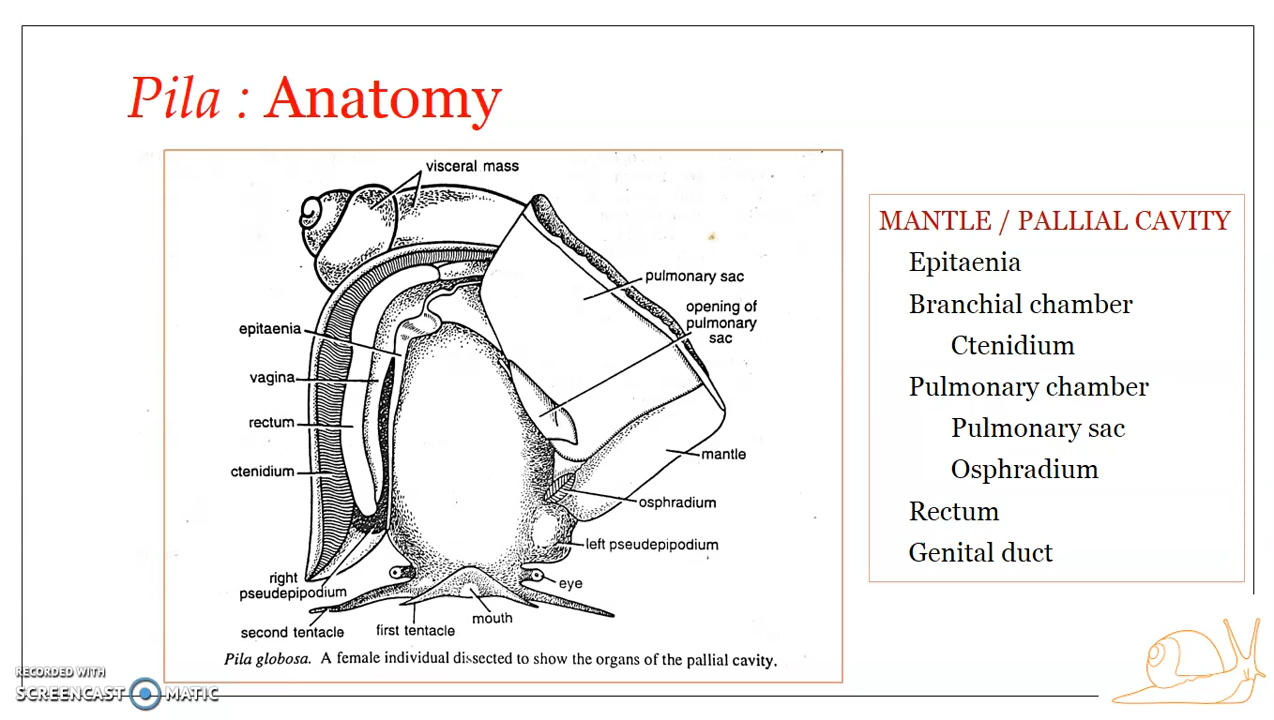 Pila : Anatomy
visceral mass
pulmonary sac
opening of
pulmonary
sac
epitaenia
vagina
rectum
ctenidium
mantle
osphradium
left pseudepipodium
right
pseudepipodium
eye
mouth
second tentacle
first tentacle
Pila globosa. A female individual dissected to show the organs of the pallial cavity.
MANTLE / PALLIAL CAVITY
Epitaenia
Branchial chamber
Ctenidium
Pulmonary chamber
Pulmonary sac
Osphradium
Rectum
Genital duct
RECORDED WITH
SCREENCAST MATIC